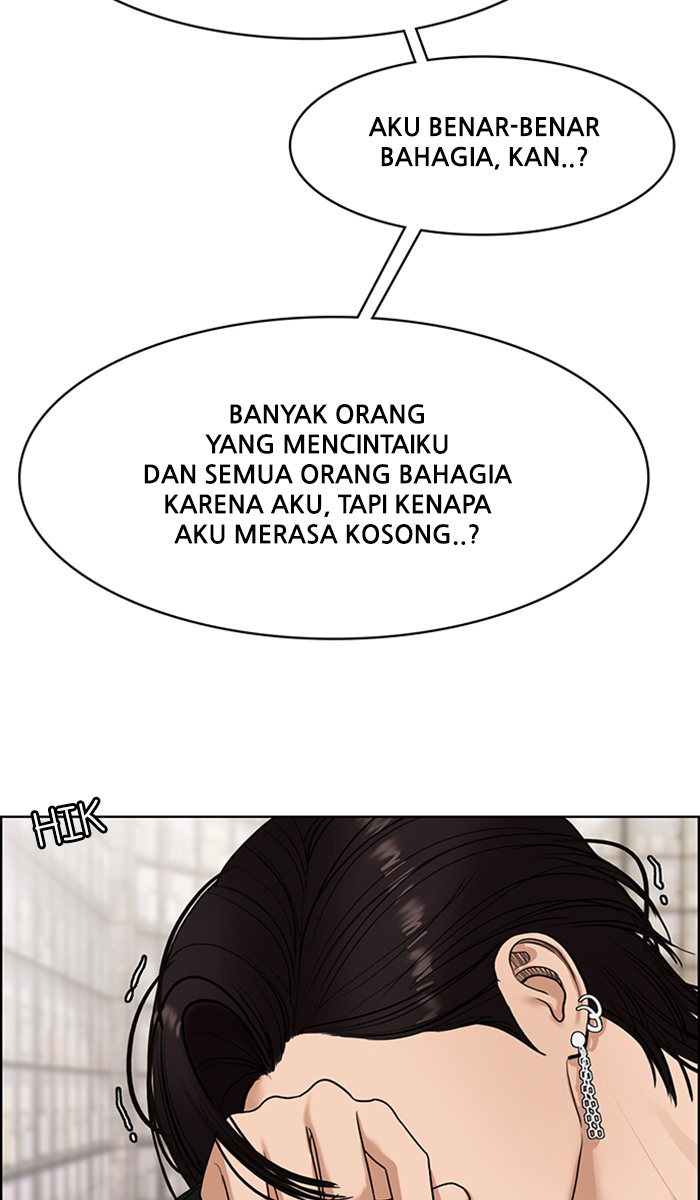 AKU BENAR-BENAR
BAHAGIA, KAN..?
BANYAK ORANG
YANG MENCINTAIKU
DAN SEMUA ORANG BAHAGIA
KARENA AKU, TAPI KENAPA
AKU MERASA KOSONG..?
HIK